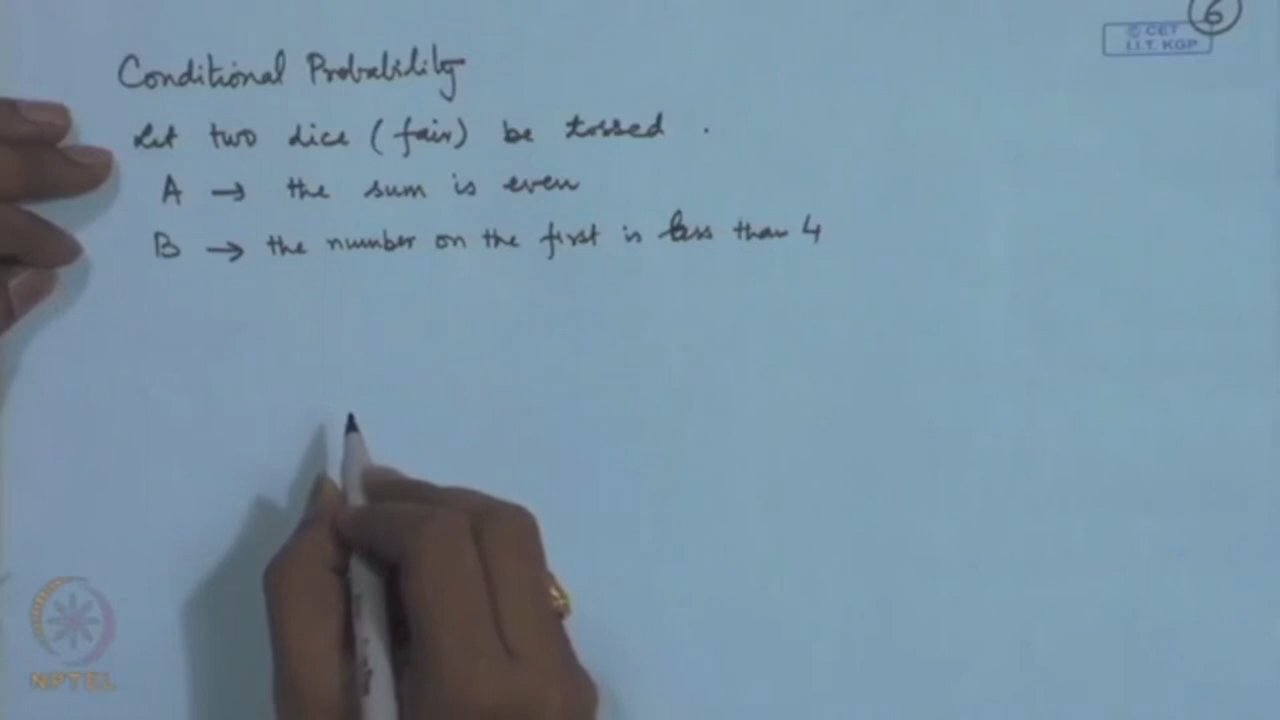 6
© CET
I.I.T. KGP
Conditional Probability
Let two dice (fair) be tossed .
A → the sum is even
B → the number on the first is less than 4
NPTEL